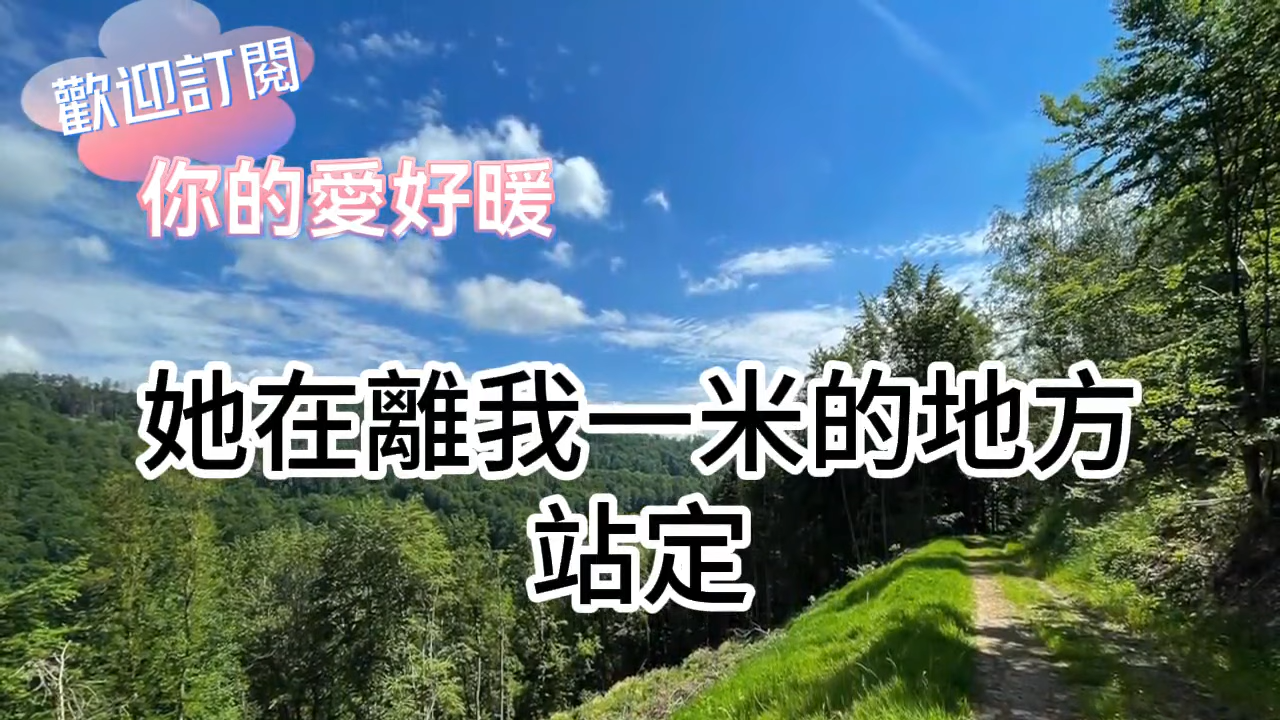 歡迎訂閱
你的愛好暖
她在離我一米的地方
站定